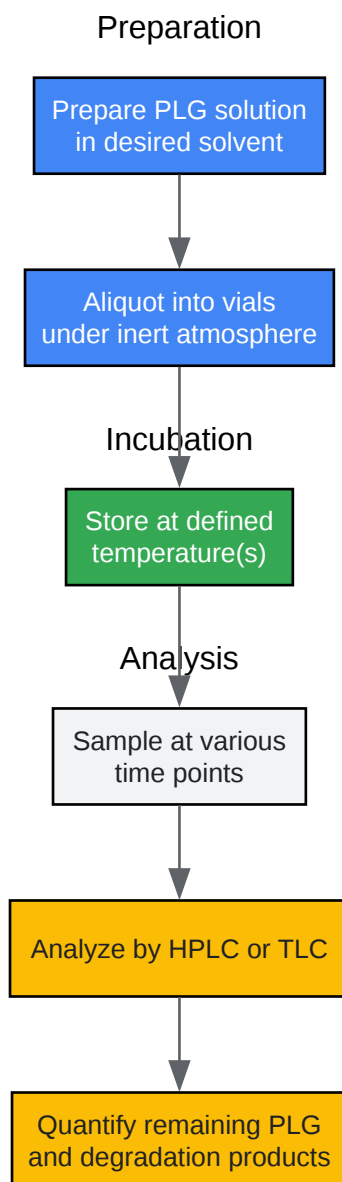 Preparation
Prepare PLG solution
in desired solvent
Aliquot into vials
under inert atmosphere
Incubation
Store at defined
temperature(s)
Analysis
Sample at various
time points
Analyze by HPLC or TLC
Quantify remaining PLG
and degradation products